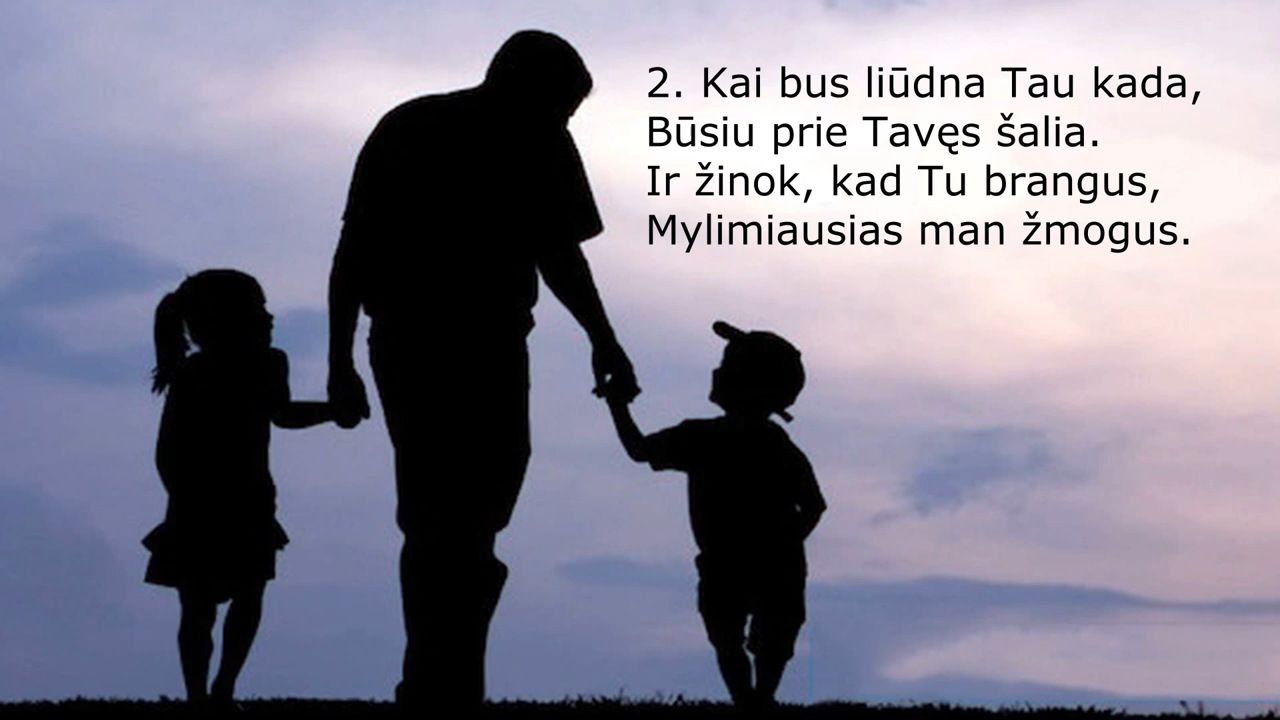 2. Kai bus liūdna Tau kada,
Būsiu prie Tavęs šalia.
Ir žinok, kad Tu brangus,
Mylimiausias man žmogus.